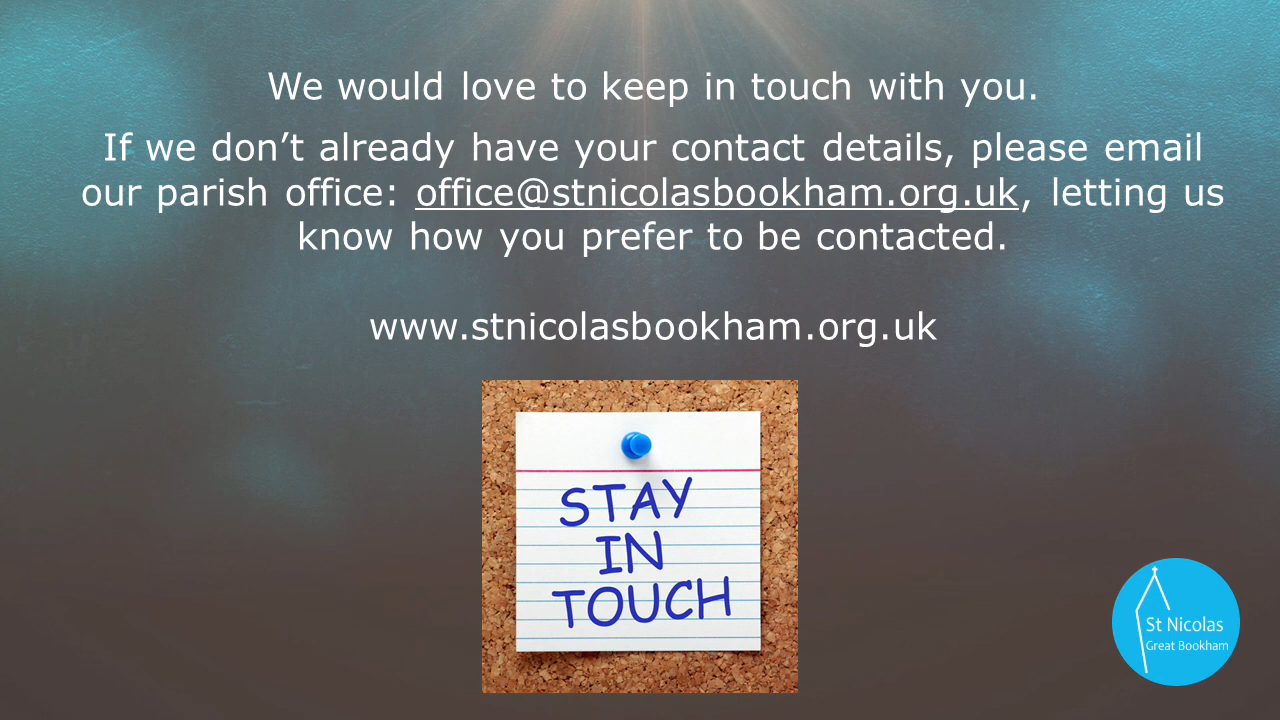 We would love to keep in touch with you.
If we don’t already have your contact details, please email
our parish office: office@stnicolasbookham.org.uk, letting us
know how you prefer to be contacted.
www.stnicolasbookham.org.uk
STAY
IN
TOUCH
St Nicolas
Great Bookham